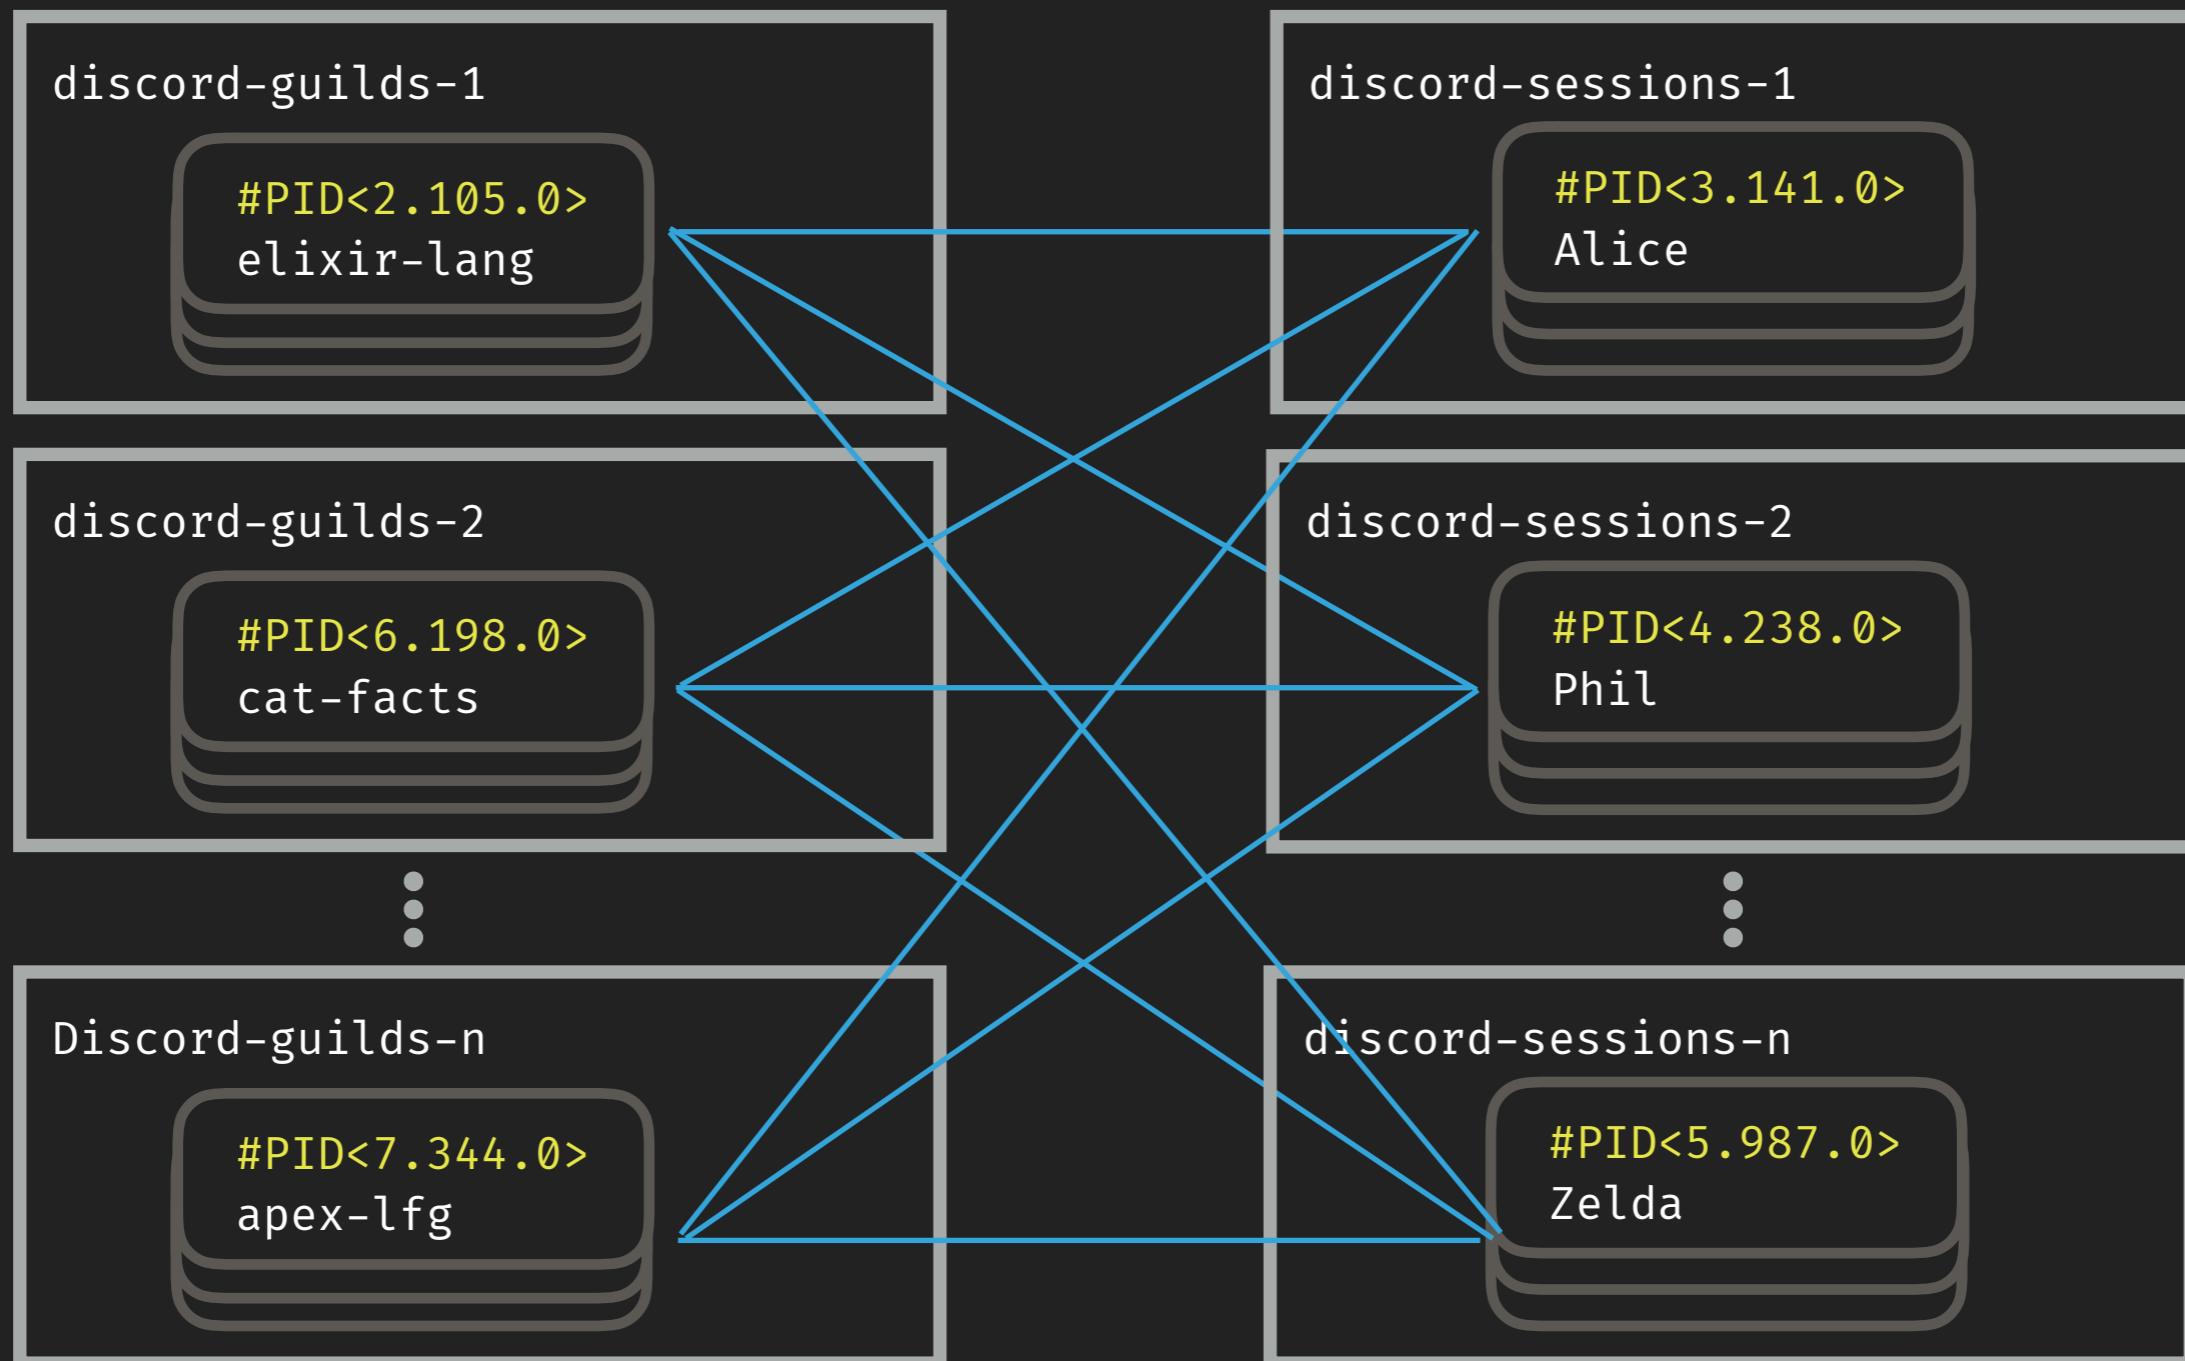 discord-guilds-1
#PID<2.105.0>
elixir-lang
discord-sessions-1
#PID<3.141.0>
Alice
discord-guilds-2
#PID<6.198.0>
cat-facts
discord-sessions-2
#PID<4.238.0>
Phil
Discord-guilds-n
#PID<7.344.0>
apex-lfg
discord-sessions-n
#PID<5.987.0>
Zelda